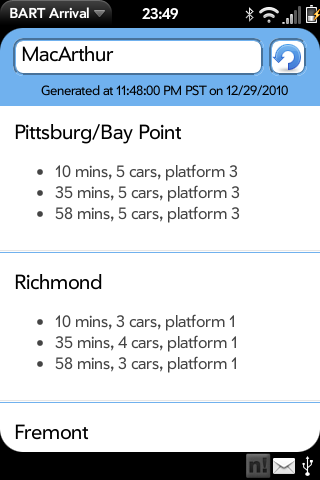 BART Arrival 23:49
MacArthur
Generated at 11:48:00 PM PST on 12/29/2010
Pittsburg/Bay Point
• 10 mins, 5 cars, platform 3
• 35 mins, 5 cars, platform 3
• 58 mins, 5 cars, platform 3
Richmond
• 10 mins, 3 cars, platform 1
• 35 mins, 4 cars, platform 1
• 58 mins, 3 cars, platform 1
Fremont
n!